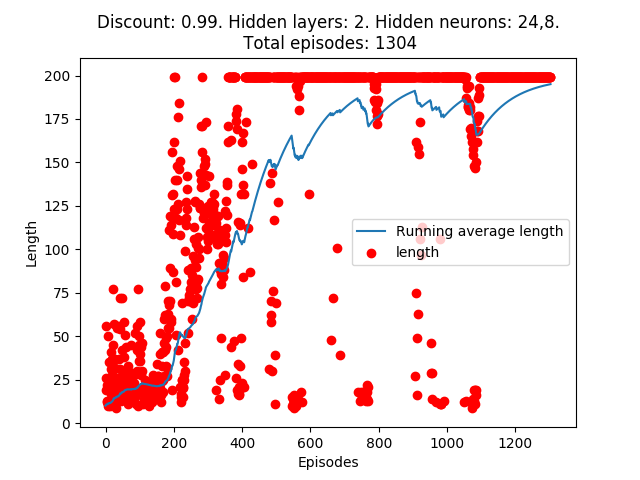 Discount: 0.99. Hidden layers: 2. Hidden neurons: 24,8.
Total episodes: 1304
Length
200
175
150
125
100
75
50
25
0
Running average length
length
0
200
400
600
800
1000
1200
Episodes